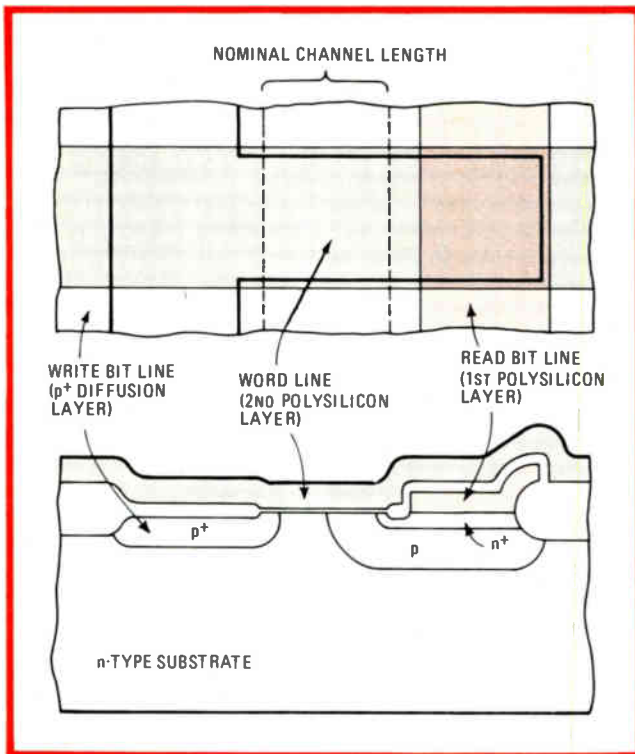 NOMINAL CHANNEL LENGTH
WRITE BIT LINE
(p+ DIFFUSION
LAYER)
WORD LINE
(2ND POLYSILICON
LAYER)
READ BIT LINE
(1ST POLYSILICON
LAYER)
p+
p
n+
n-TYPE SUBSTRATE